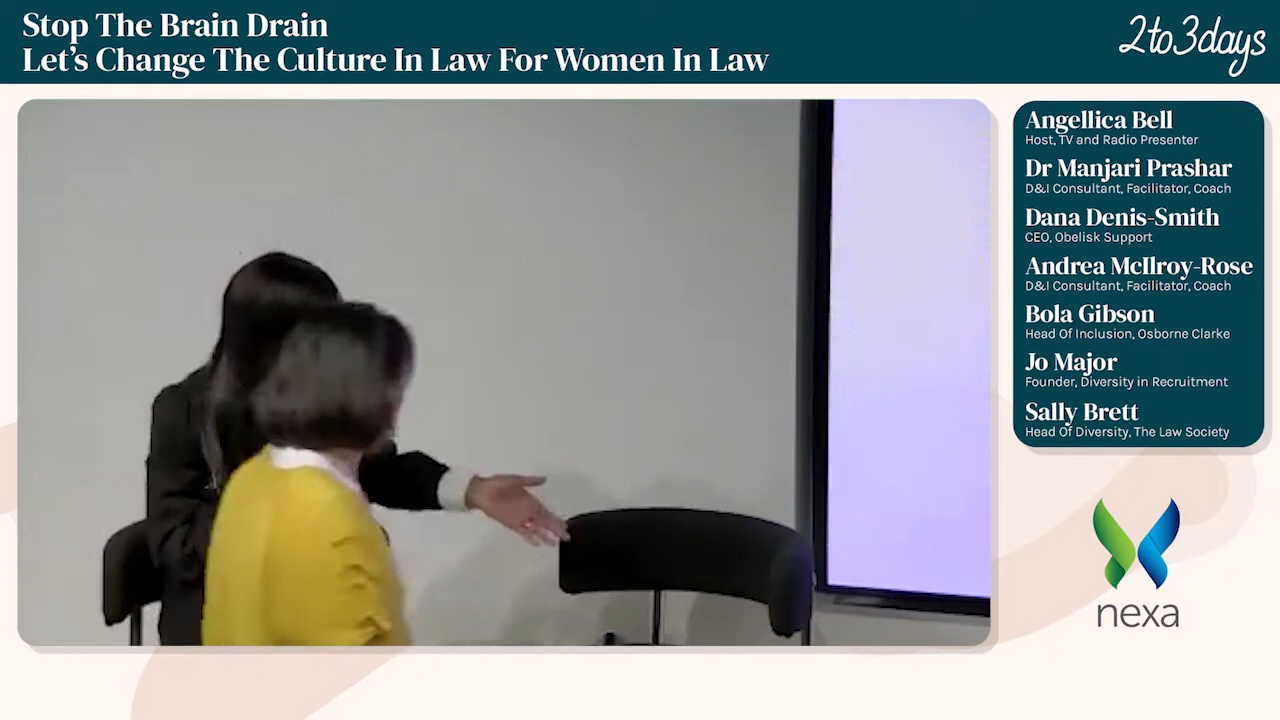 Stop The Brain Drain
Let's Change The Culture In Law For Women In Law
2to3days
Angellica Bell
Host, TV and Radio Presenter
Dr Manjari Prashar
D&I Consultant, Facilitator, Coach
Dana Denis-Smith
CEO, Obelisk Support
Andrea McIlroy-Rose
D&I Consultant, Facilitator, Coach
Bola Gibson
Head Of Inclusion, Osborne Clarke
Jo Major
Founder, Diversity in Recruitment
Sally Brett
Head Of Diversity, The Law Society
nexa